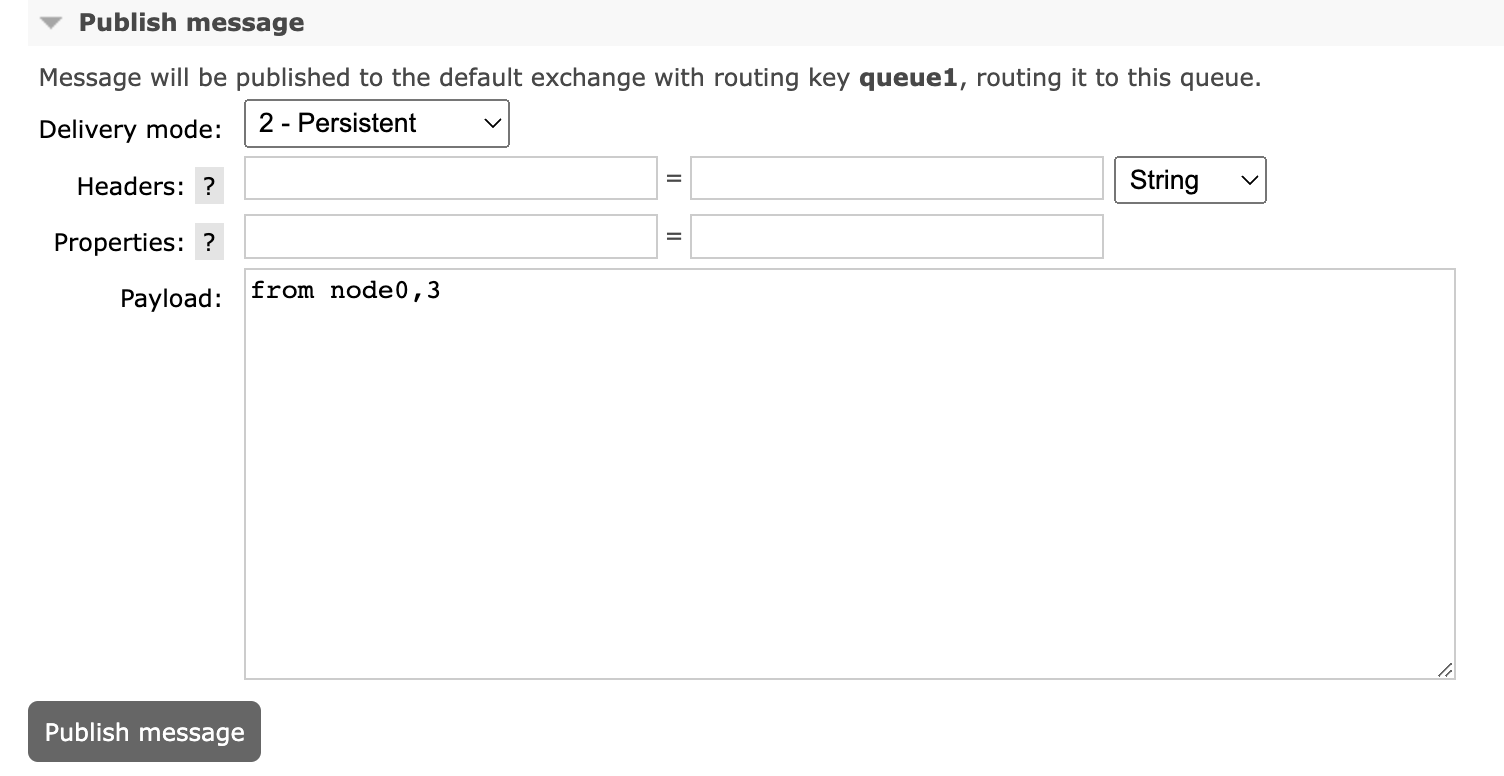 Publish message
Message will be published to the default exchange with routing key queue1, routing it to this queue.
Delivery mode: 2 - Persistent
Headers: ? = String
Properties: ? =
Payload: from node0,3
Publish message